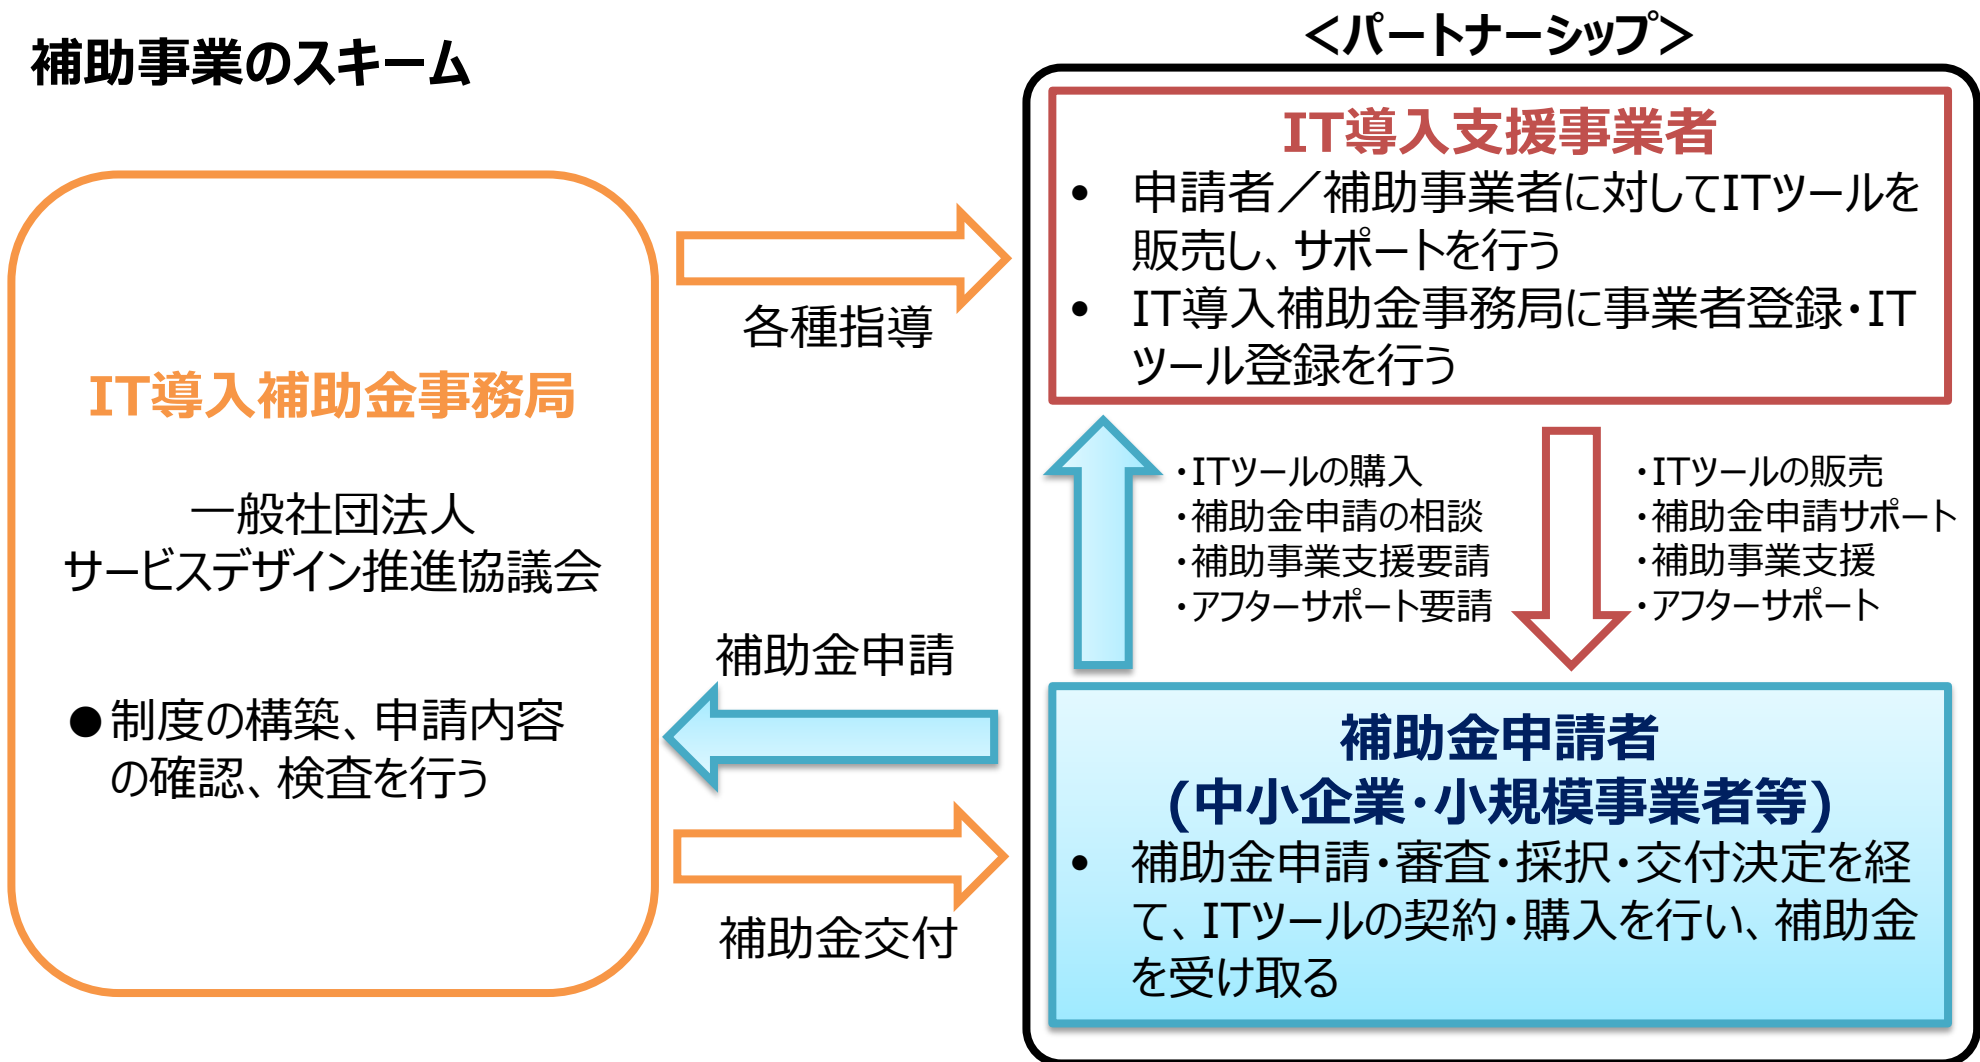 補助事業のスキーム
<パートナーシップ>
IT導入補助金事務局
一般社団法人
サービスデザイン推進協議会
●制度の構築、申請内容
の確認、検査を行う
各種指導
補助金申請
補助金交付
IT導入支援事業者
• 申請者／補助事業者に対してITツールを
販売し、サポートを行う
• IT導入補助金事務局に事業者登録・IT
ツール登録を行う
・ITツールの購入
・補助金申請の相談
・補助事業支援要請
・アフターサポート要請
・ITツールの販売
・補助金申請サポート
・補助事業支援
・アフターサポート
補助金申請者
(中小企業・小規模事業者等)
• 補助金申請・審査・採択・交付決定を経
て、ITツールの契約・購入を行い、補助金
を受け取る